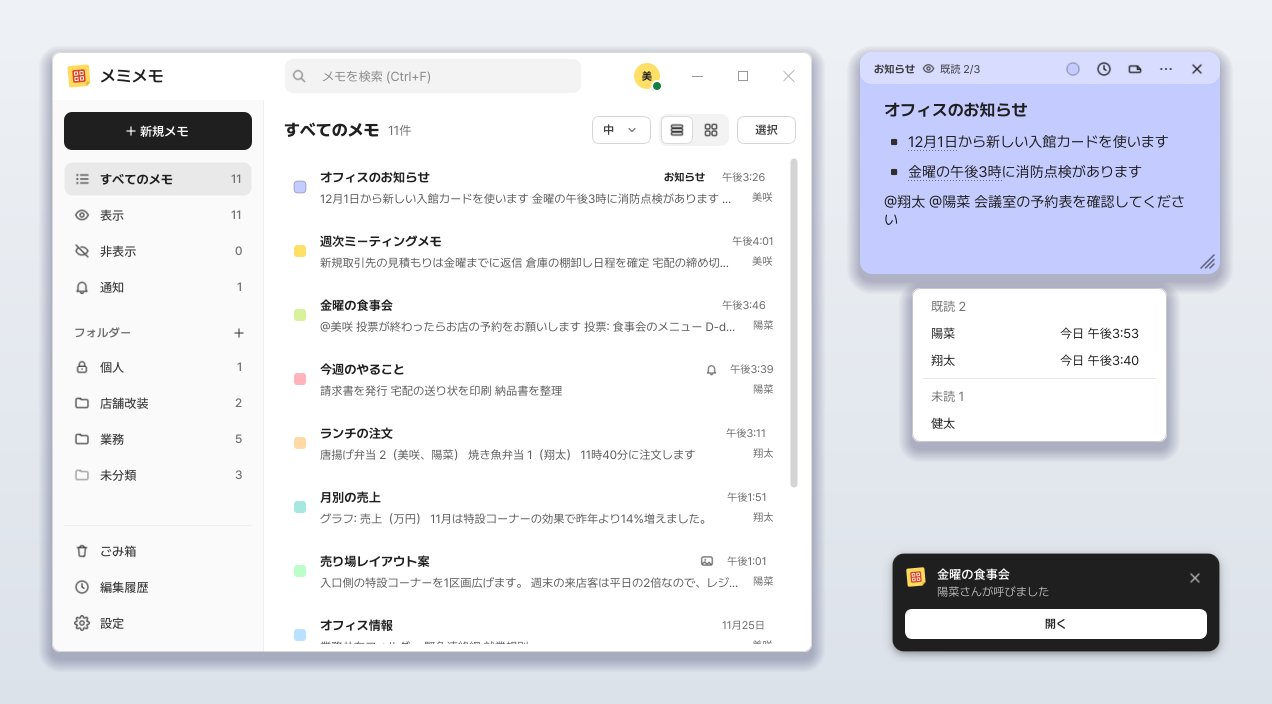 メミメモ
メモを検索 (Ctrl+F)
美
+ 新規メモ
すべてのメモ 11
表示 11
非表示 0
通知 1
フォルダー +
個人 1
店舗改装 2
業務 5
未分類 3
ごみ箱
編集履歴
設定
すべてのメモ 11件
中
選択
オフィスのお知らせ お知らせ 午後3:26
12月1日から新しい入館カードを使います 金曜の午後3時に消防点検があります ... 美咲
週次ミーティングメモ 午後4:01
新規取引先の見積もりは金曜までに返信 倉庫の棚卸し日程を確定 宅配の締め切... 美咲
金曜の食事会 午後3:46
@美咲 投票が終わったらお店の予約をお願いします 投票: 食事会のメニュー D-d... 陽菜
今週のやること 午後3:39
請求書を発行 宅配の送り状を印刷 納品書を整理 陽菜
ランチの注文 午後3:11
唐揚げ弁当 2（美咲、陽菜） 焼き魚弁当 1（翔太） 11時40分に注文します 翔太
月別の売上 午後1:51
グラフ: 売上（万円） 11月は特設コーナーの効果で昨年より14%増えました。 翔太
売り場レイアウト案 午後1:01
入口側の特設コーナーを1区画広げます。 週末の来店客は平日の2倍なので、レジ... 陽菜
オフィス情報 11月25日
お知らせ 既読 2/3
オフィスのお知らせ
12月1日から新しい入館カードを使います
金曜の午後3時に消防点検があります
@翔太 @陽菜 会議室の予約表を確認してくださ
い
既読 2
陽菜 今日 午後3:53
翔太 今日 午後3:40
未読 1
健太
金曜の食事会
陽菜さんが呼びました
開く